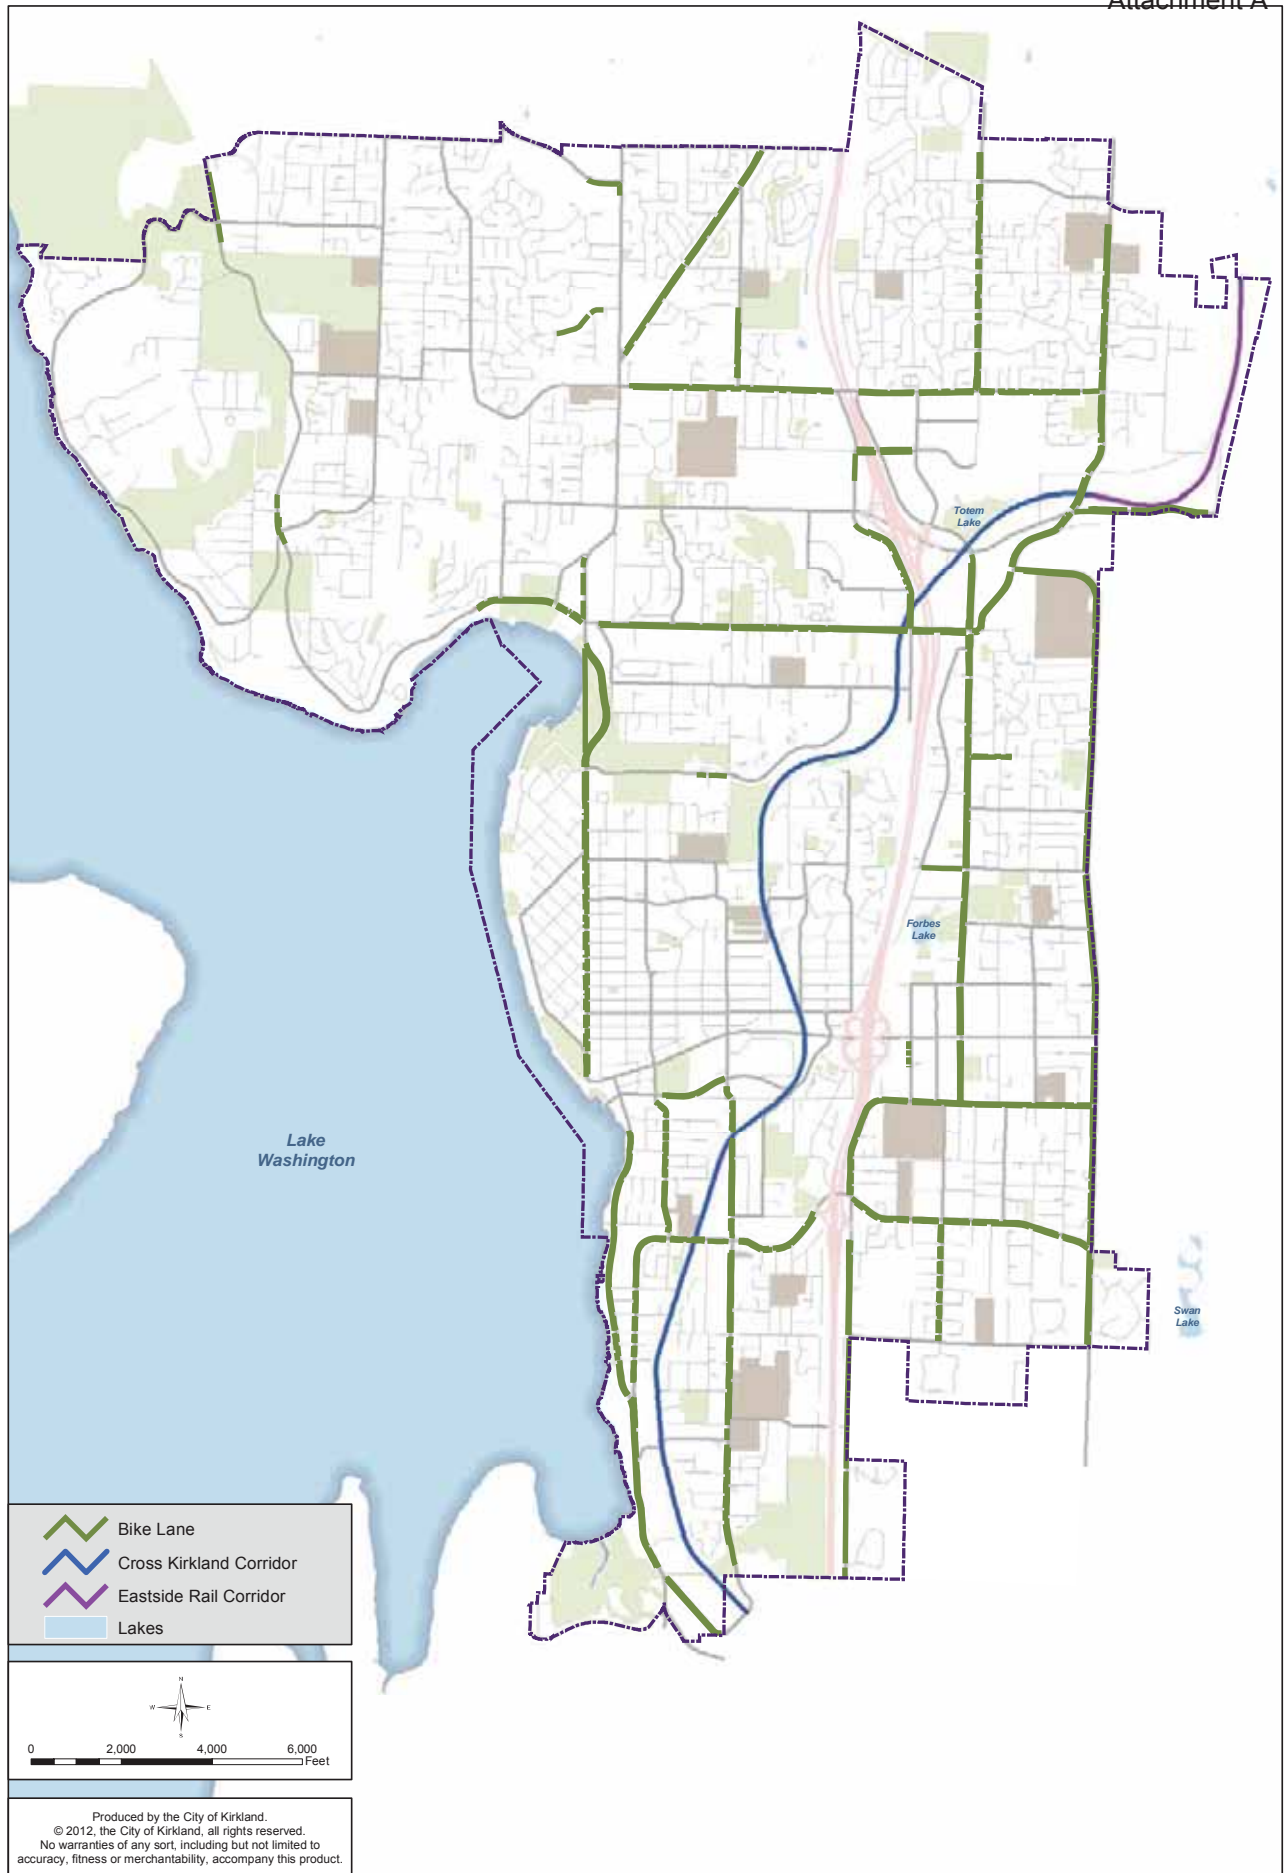 Attachment A
Totem
Lake
Forbes
Lake
Lake
Washington
Swan
Lake
Bike Lane
Cross Kirkland Corridor
Eastside Rail Corridor
Lakes
N
W E
S
0 2,000 4,000 6,000
Feet
Produced by the City of Kirkland.
© 2012, the City of Kirkland, all rights reserved.
No warranties of any sort, including but not limited to
accuracy, fitness or merchantability, accompany this product.